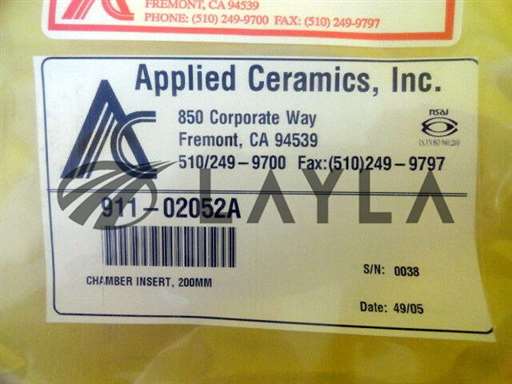 FREMONT, CA 94539
PHONE: (510) 249-9700 FAX: (510) 249-9797
Applied Ceramics, Inc.
850 Corporate Way
Fremont, CA 94539
510/249-9700 Fax:(510)249-9797
nsai
LAYLA
911-02052A
CHAMBER INSERT, 200MM
S/N: 0038
Date: 49/05